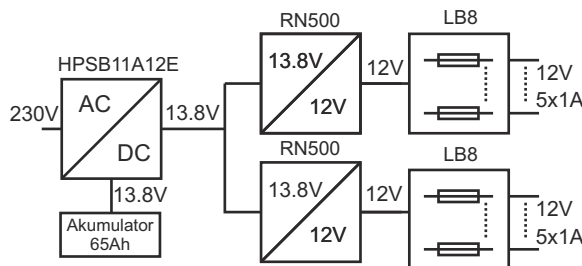 RN500
LB8
HPSB11A12E
13.8V
12V
12V
12V
5x1A
230V
AC
DC
13.8V
13.8V
Akumulator
65Ah
RN500
LB8
13.8V
12V
12V
12V
5x1A